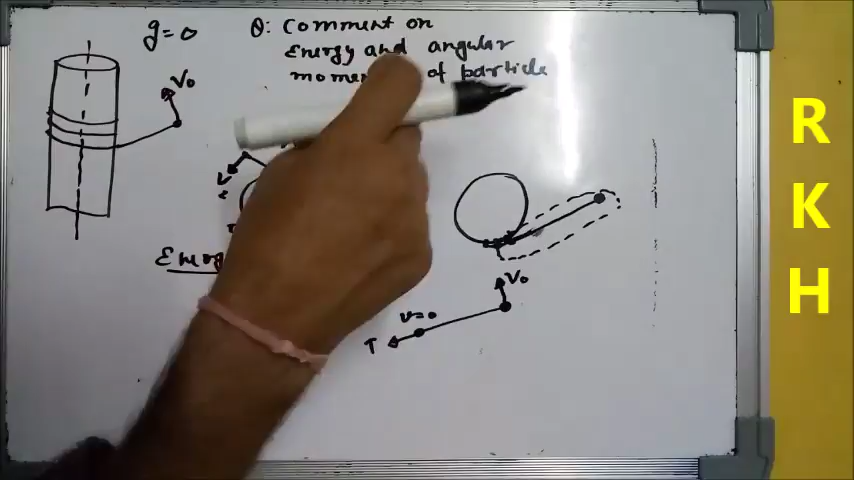 g=0
Q: Comment on
Energy and angular
of particle
V0
V0
v=0
T
R
K
H